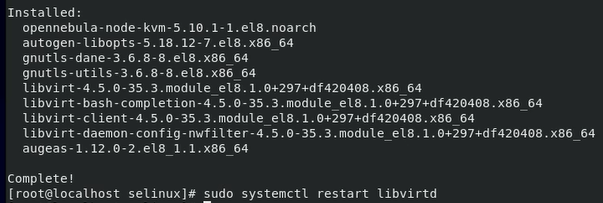 Installed:
opennebula-node-kvm-5.10.1-1.el8.noarch
autogen-libopts-5.18.12-7.el8.x86_64
gnutls-dane-3.6.8-8.el8.x86_64
gnutls-utils-3.6.8-8.el8.x86_64
libvirt-4.5.0-35.3.module_el8.1.0+297+df420408.x86_64
libvirt-bash-completion-4.5.0-35.3.module_el8.1.0+297+df420408.x86_64
libvirt-client-4.5.0-35.3.module_el8.1.0+297+df420408.x86_64
libvirt-daemon-config-nwfilter-4.5.0-35.3.module_el8.1.0+297+df420408.x86_64
augeas-1.12.0-2.el8_1.1.x86_64
Complete!
[root@localhost selinux]# sudo systemctl restart libvirtd